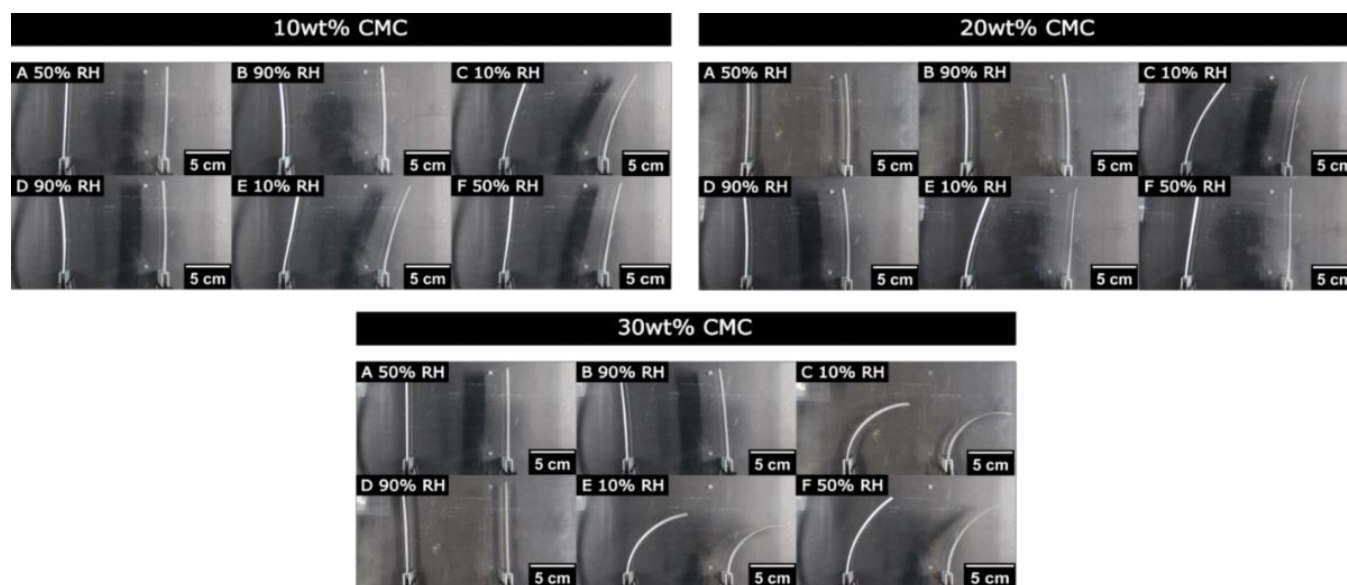 10wt% CMC
A 50% RH
5 cm
B 90% RH
5 cm
C 10% RH
5 cm
D 90% RH
5 cm
E 10% RH
5 cm
F 50% RH
5 cm
20wt% CMC
A 50% RH
5 cm
B 90% RH
5 cm
C 10% RH
5 cm
D 90% RH
5 cm
E 10% RH
5 cm
F 50% RH
5 cm
30wt% CMC
A 50% RH
5 cm
B 90% RH
5 cm
C 10% RH
5 cm
D 90% RH
5 cm
E 10% RH
5 cm
F 50% RH
5 cm